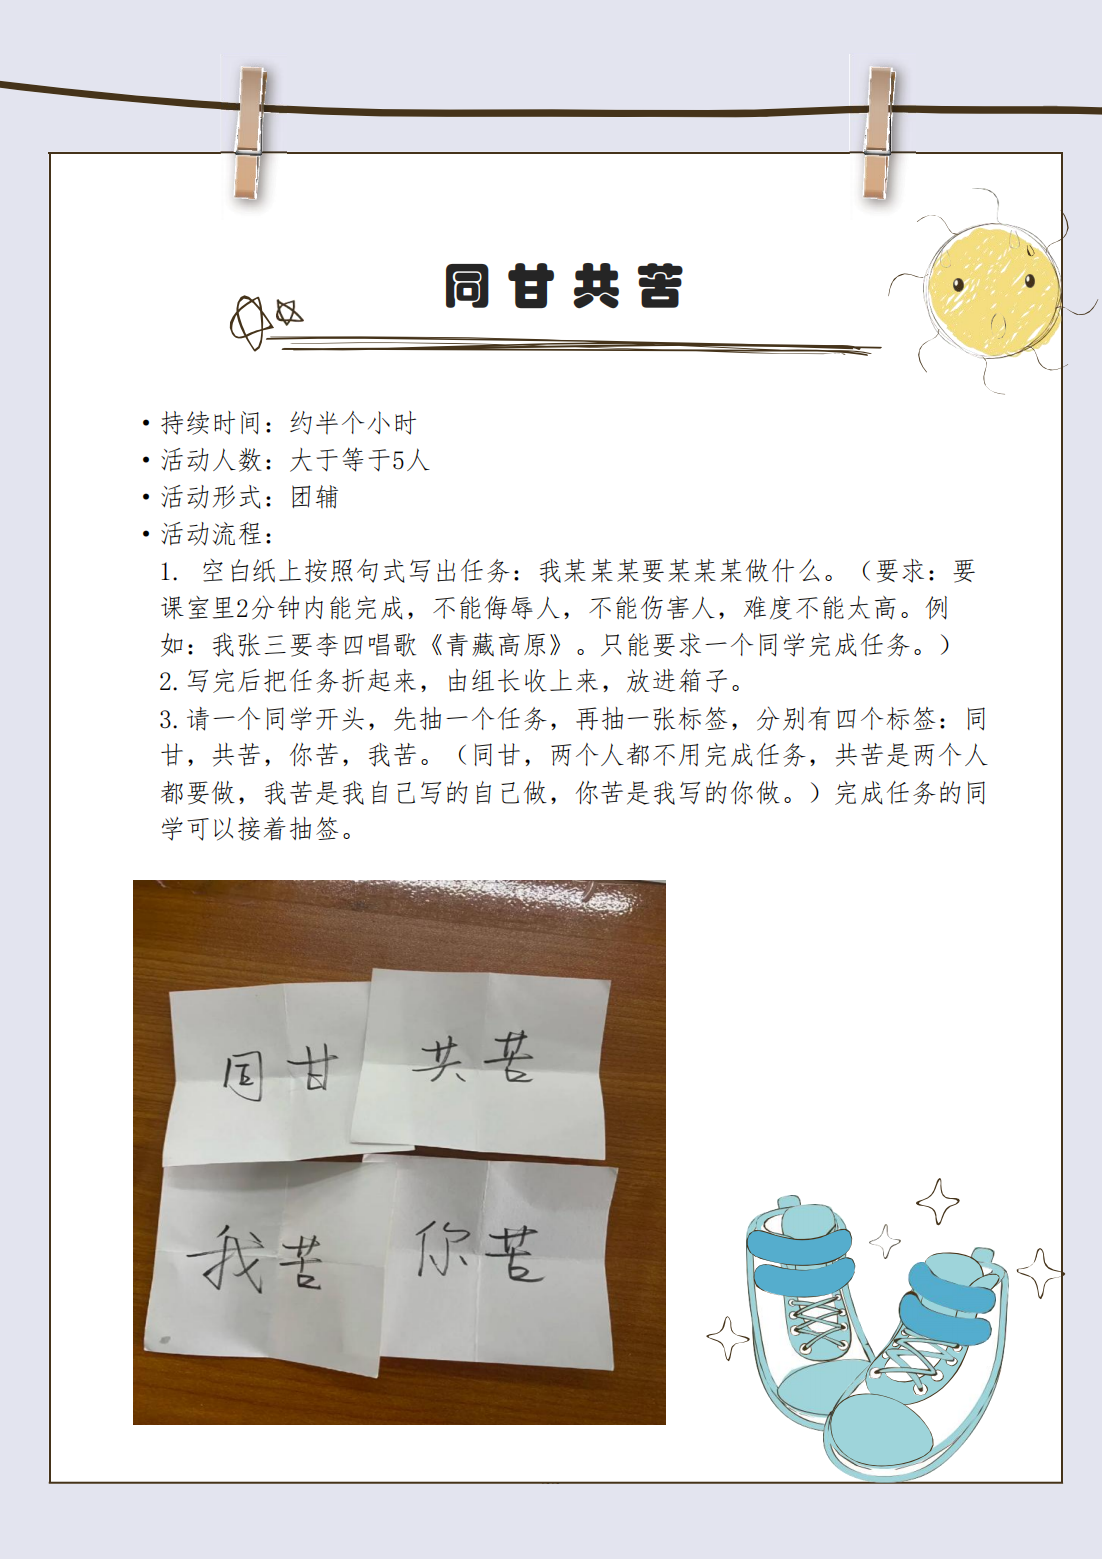 同甘共苦
•持续时间：约半个小时
•活动人数：大于等于5人
•活动形式：团辅
•活动流程：
1. 空白纸上按照句式写出任务：我某某某要某某某做什么。（要求：要
课室里2分钟内能完成，不能侮辱人，不能伤害人，难度不能太高。例
如：我张三要李四唱歌《青藏高原》。只能要求一个同学完成任务。）
2.写完后把任务折起来，由组长收上来，放进箱子。
3.请一个同学开头，先抽一个任务，再抽一张标签，分别有四个标签：同
甘，共苦，你苦，我苦。（同甘，两个人都不用完成任务，共苦是两个人
都要做，我苦是我自己写的自己做，你苦是我写的你做。）完成任务的同
学可以接着抽签。
同甘
共苦
我苦
你苦